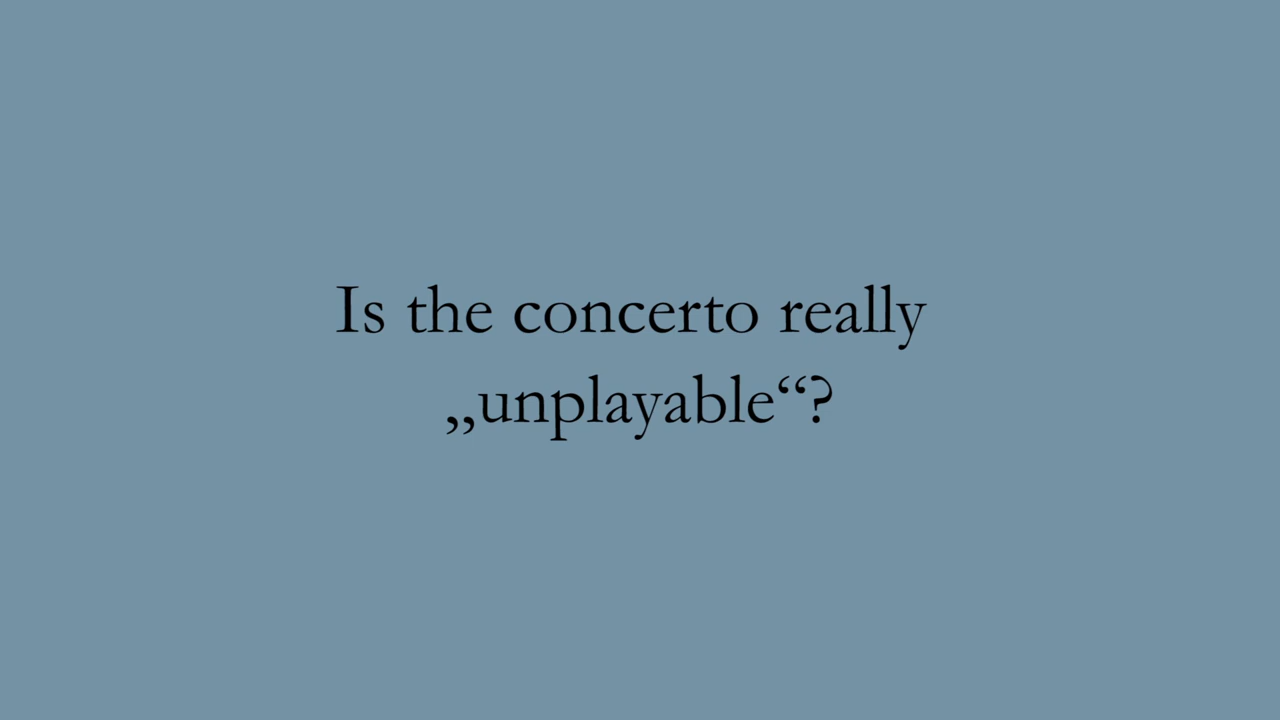 Is the concerto really
„unplayable“?